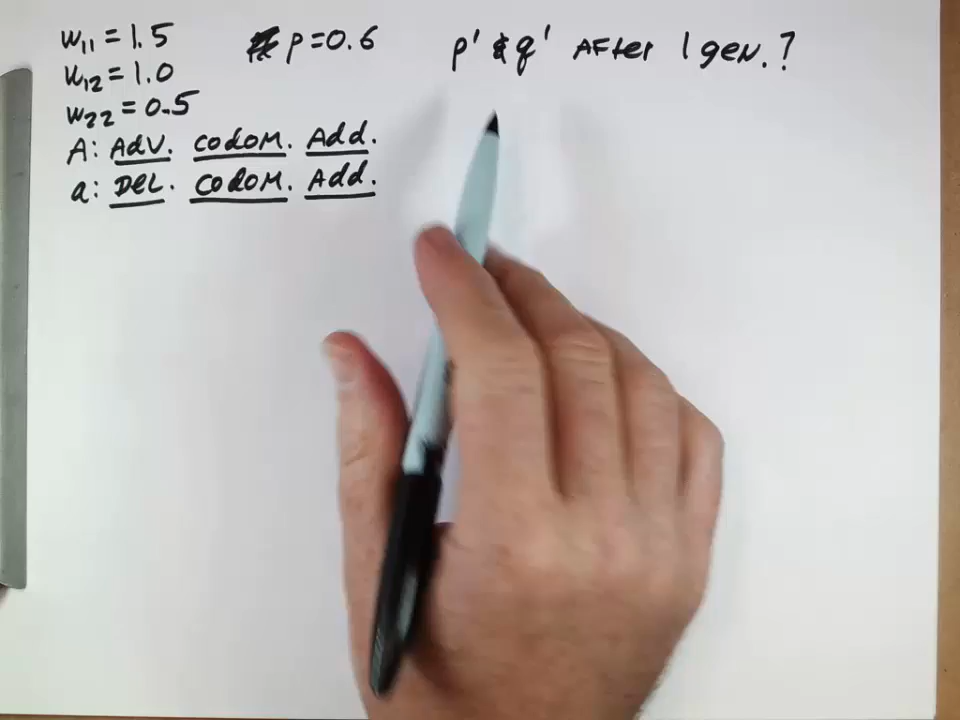 w₁₁ = 1.5
w₁₂ = 1.0
w₂₂ = 0.5
A: Adv. codom. Add.
a: Del. codom. Add.
p = 0.6
p' & q' After 1 gen.?